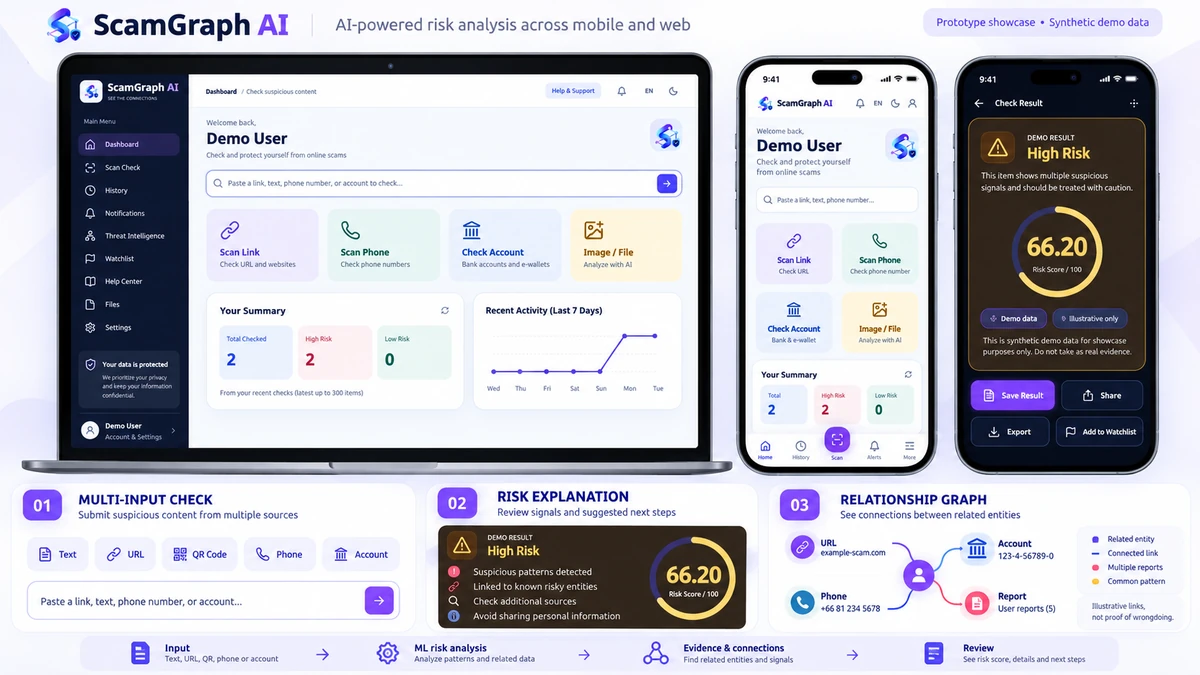 ScamGraph AI
AI-powered risk analysis across mobile and web
Prototype showcase • Synthetic demo data
ScamGraph AI
SEE THE CONNECTIONS
Main Menu
Dashboard
Scan Check
History
Notifications
Threat Intelligence
Watchlist
Help Center
Files
Settings
Your data is protected
We prioritize your privacy
and keep your information
confidential.
Demo User
Account & Settings
Dashboard / Check suspicious content
Help & Support
EN
Welcome back,
Demo User
Check and protect yourself from online scams
Paste a link, text, phone number, or account to check...
Scan Link
Check URL and websites
Scan Phone
Check phone numbers
Check Account
Bank accounts and e-wallets
Image / File
Analyze with AI
Your Summary
Total Checked
2
High Risk
2
Low Risk
0
From your recent checks (latest up to 300 items)
Recent Activity (Last 7 Days)
Wed Thu Fri Sat Sun Mon Tue
9:41
ScamGraph AI
EN
Welcome back,
Demo User
Check and protect yourself
from online scams
Paste a link, text, phone number...
Scan Link
Check URL
Scan Phone
Check phone number
Check Account
Bank & e-wallet
Image / File
Analyze with AI
Your Summary
Total
2
High Risk
2
Low Risk
0
Home
History
Scan
Alerts
More
9:41
Check Result
DEMO RESULT
High Risk
This item shows multiple suspicious
signals and should be treated with caution.
66.20
Risk Score / 100
Demo data
Illustrative only
This is synthetic demo data for showcase
purposes only. Do not take as real evidence.
Save Result
Share
Export
Add to Watchlist
01
MULTI-INPUT CHECK
Submit suspicious content from multiple sources
Text
URL
QR Code
Phone
Account
Paste a link, text, phone number, or account...
02
RISK EXPLANATION
Review signals and suggested next steps
DEMO RESULT
High Risk
Suspicious patterns detected
Linked to known risky entities
Check additional sources
Avoid sharing personal information
66.20
Risk Score / 100
03
RELATIONSHIP GRAPH
See connections between related entities
URL
example-scam.com
Phone
+66 81 234 5678
Account
123-4-56789-0
Report
User reports (5)
Related entity
Connected link
Multiple reports
Common pattern
Illustrative links,
not proof of wrongdoing.
Input
Text, URL, QR, phone or account
ML risk analysis
Analyze patterns and related data
Evidence & connections
Find related entities and signals
Review
See risk score, details and next steps